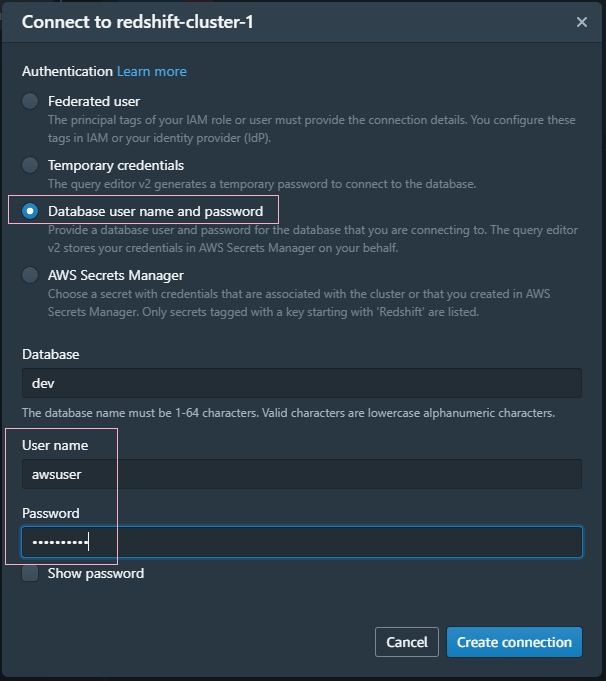 Connect to redshift-cluster-1
Authentication Learn more
Federated user
The principal tags of your IAM role or user must provide the connection details. You configure these
tags in IAM or your identity provider (IdP).
Temporary credentials
The query editor v2 generates a temporary password to connect to the database.
Database user name and password
Provide a database user and password for the database that you are connecting to. The query editor
v2 stores your credentials in AWS Secrets Manager on your behalf.
AWS Secrets Manager
Choose a secret with credentials that are associated with the cluster or that you created in AWS
Secrets Manager. Only secrets tagged with a key starting with 'Redshift' are listed.
Database
dev
The database name must be 1-64 characters. Valid characters are lowercase alphanumeric characters.
User name
awsuser
Password
••••••••••
Show password
Cancel Create connection